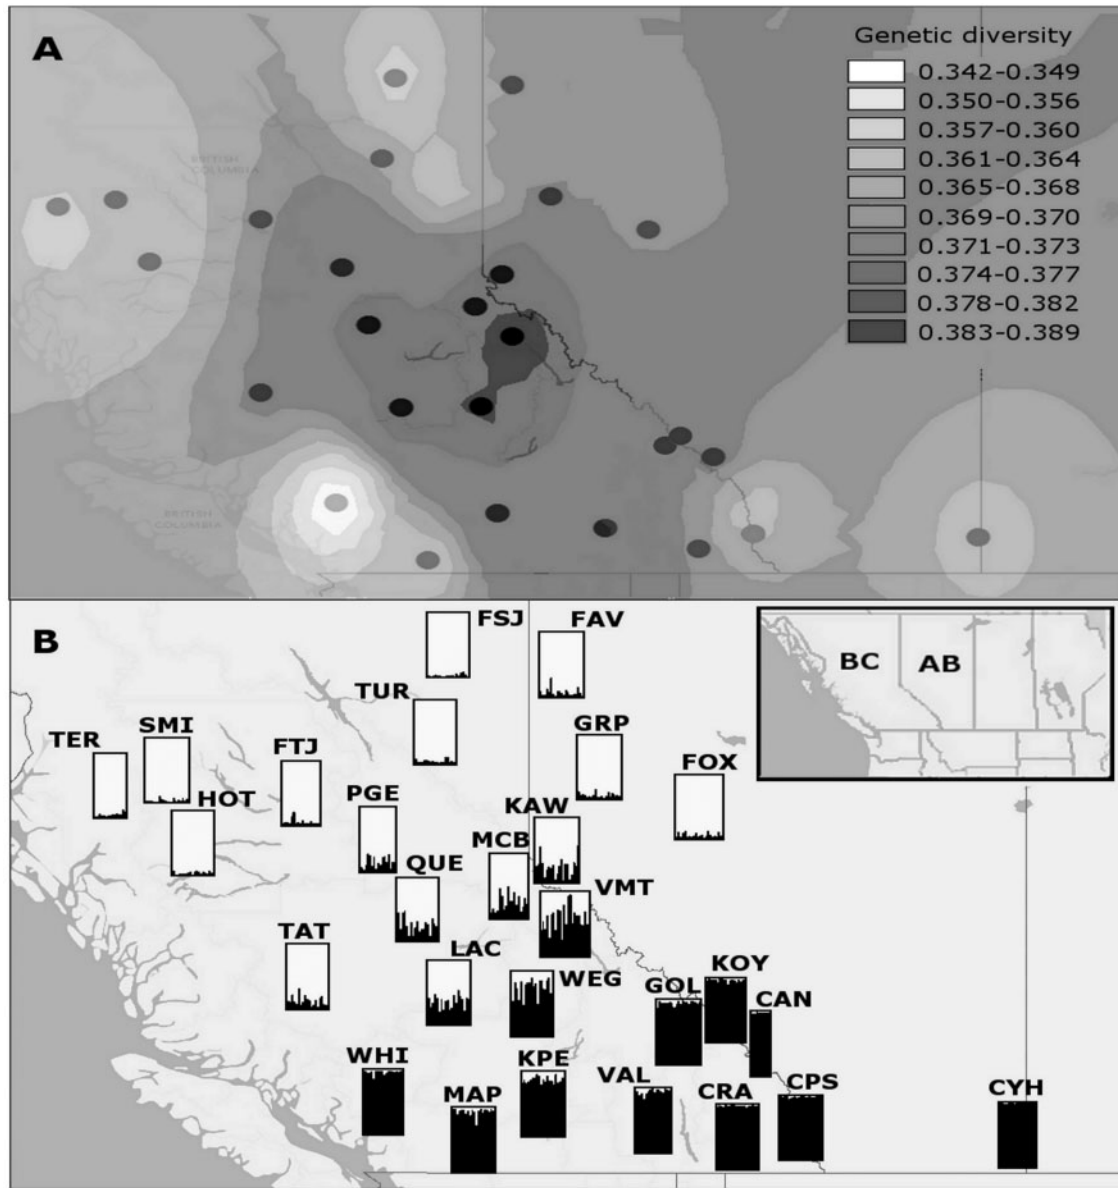 A
Genetic diversity
0.342-0.349
0.350-0.356
0.357-0.360
0.361-0.364
0.365-0.368
0.369-0.370
0.371-0.373
0.374-0.377
0.378-0.382
0.383-0.389
BRITISH
COLUMBIA
BRITISH
COLUMBIA
B
FSJ
FAV
BC
AB
TUR
SMI
GRP
TER
FTJ
FOX
HOT
PGE
KAW
MCB
QUE
VMT
TAT
LAC
WEG
KOY
GOL
CAN
WHI
KPE
VAL
CPS
CYH
MAP
CRA